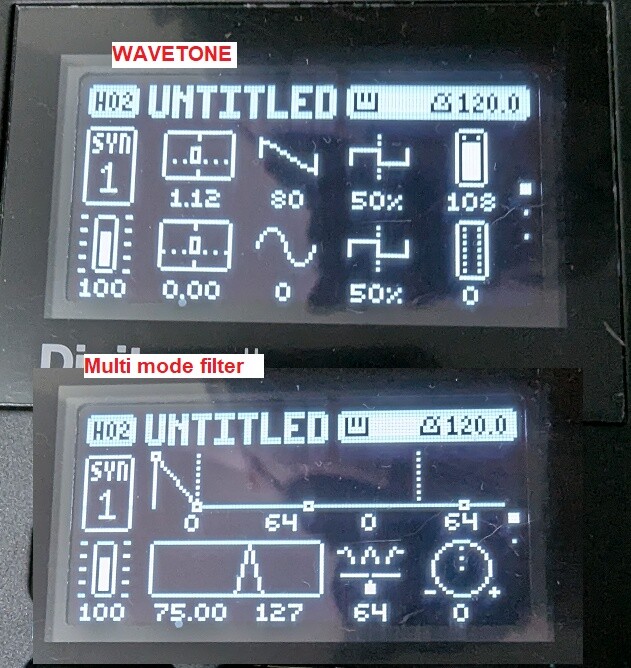 WAVETONE
H02 UNTITLED 120.0
SYN
1
1.12 80 50% 108
100 0.00 0 50% 0
Multi mode filter
H02 UNTITLED 120.0
SYN
1
0 64 0 64
100 75.00 127 64 0
- +